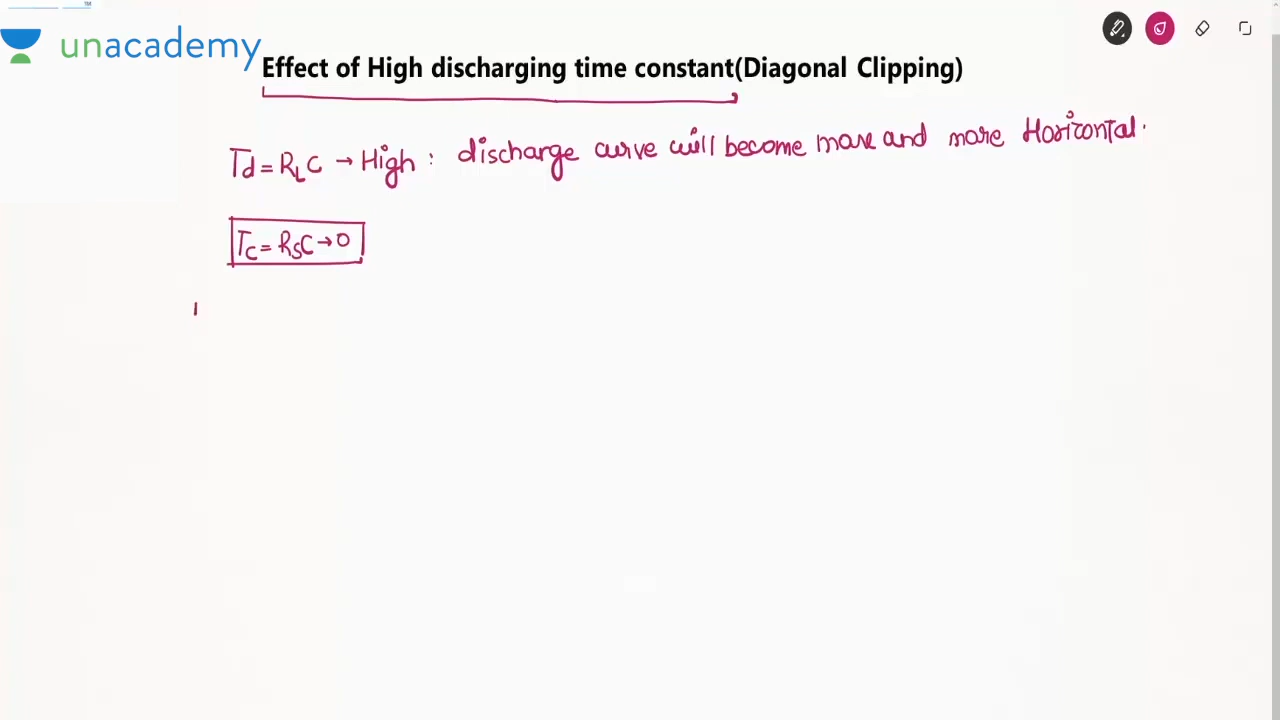 unacademy
Effect of High discharging time constant(Diagonal Clipping)
Td = RLC → High : discharge curve will become more and more Horizontal.
Tc = RsC → 0